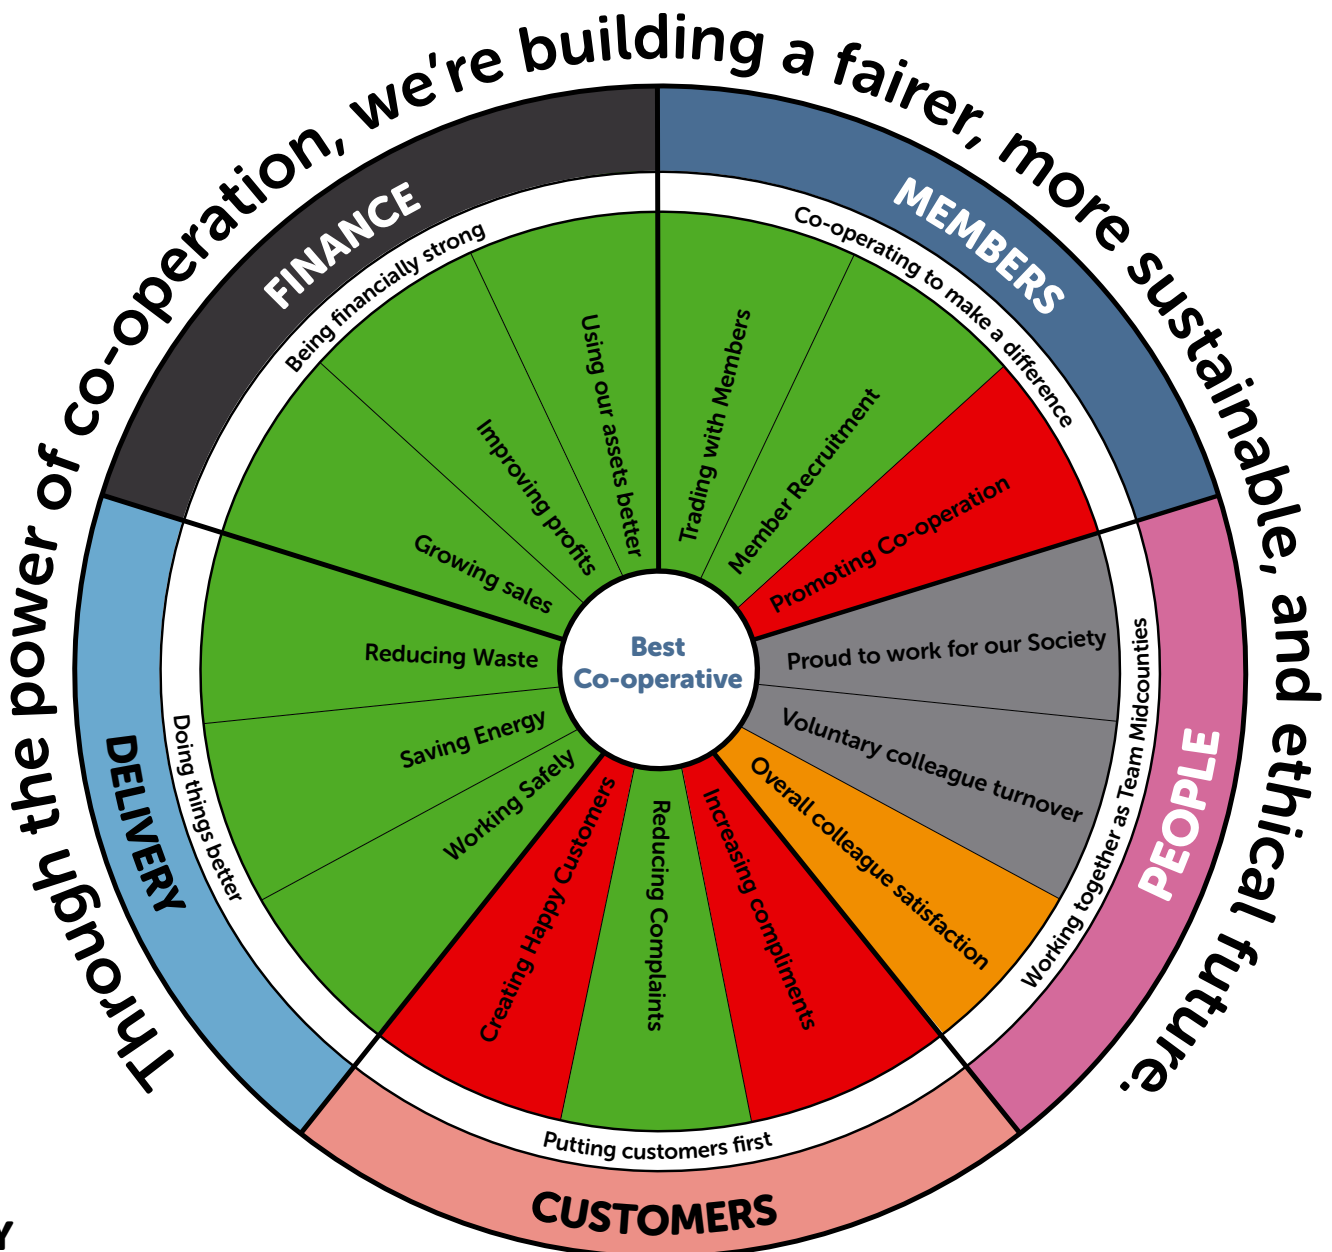 Through the power of co-operation, we're building a fairer, more sustainable, and ethical future.
FINANCE
Being financially strong
Growing sales
Improving profits
Using our assets better
MEMBERS
Co-operating to make a difference
Trading with Members
Member Recruitment
Promoting Co-operation
PEOPLE
Working together as Team Midcounties
Proud to work for our Society
Voluntary colleague turnover
Overall colleague satisfaction
CUSTOMERS
Putting customers first
Increasing compliments
Reducing Complaints
Creating Happy Customers
DELIVERY
Doing things better
Working Safely
Saving Energy
Reducing Waste
Best
Co-operative
Y